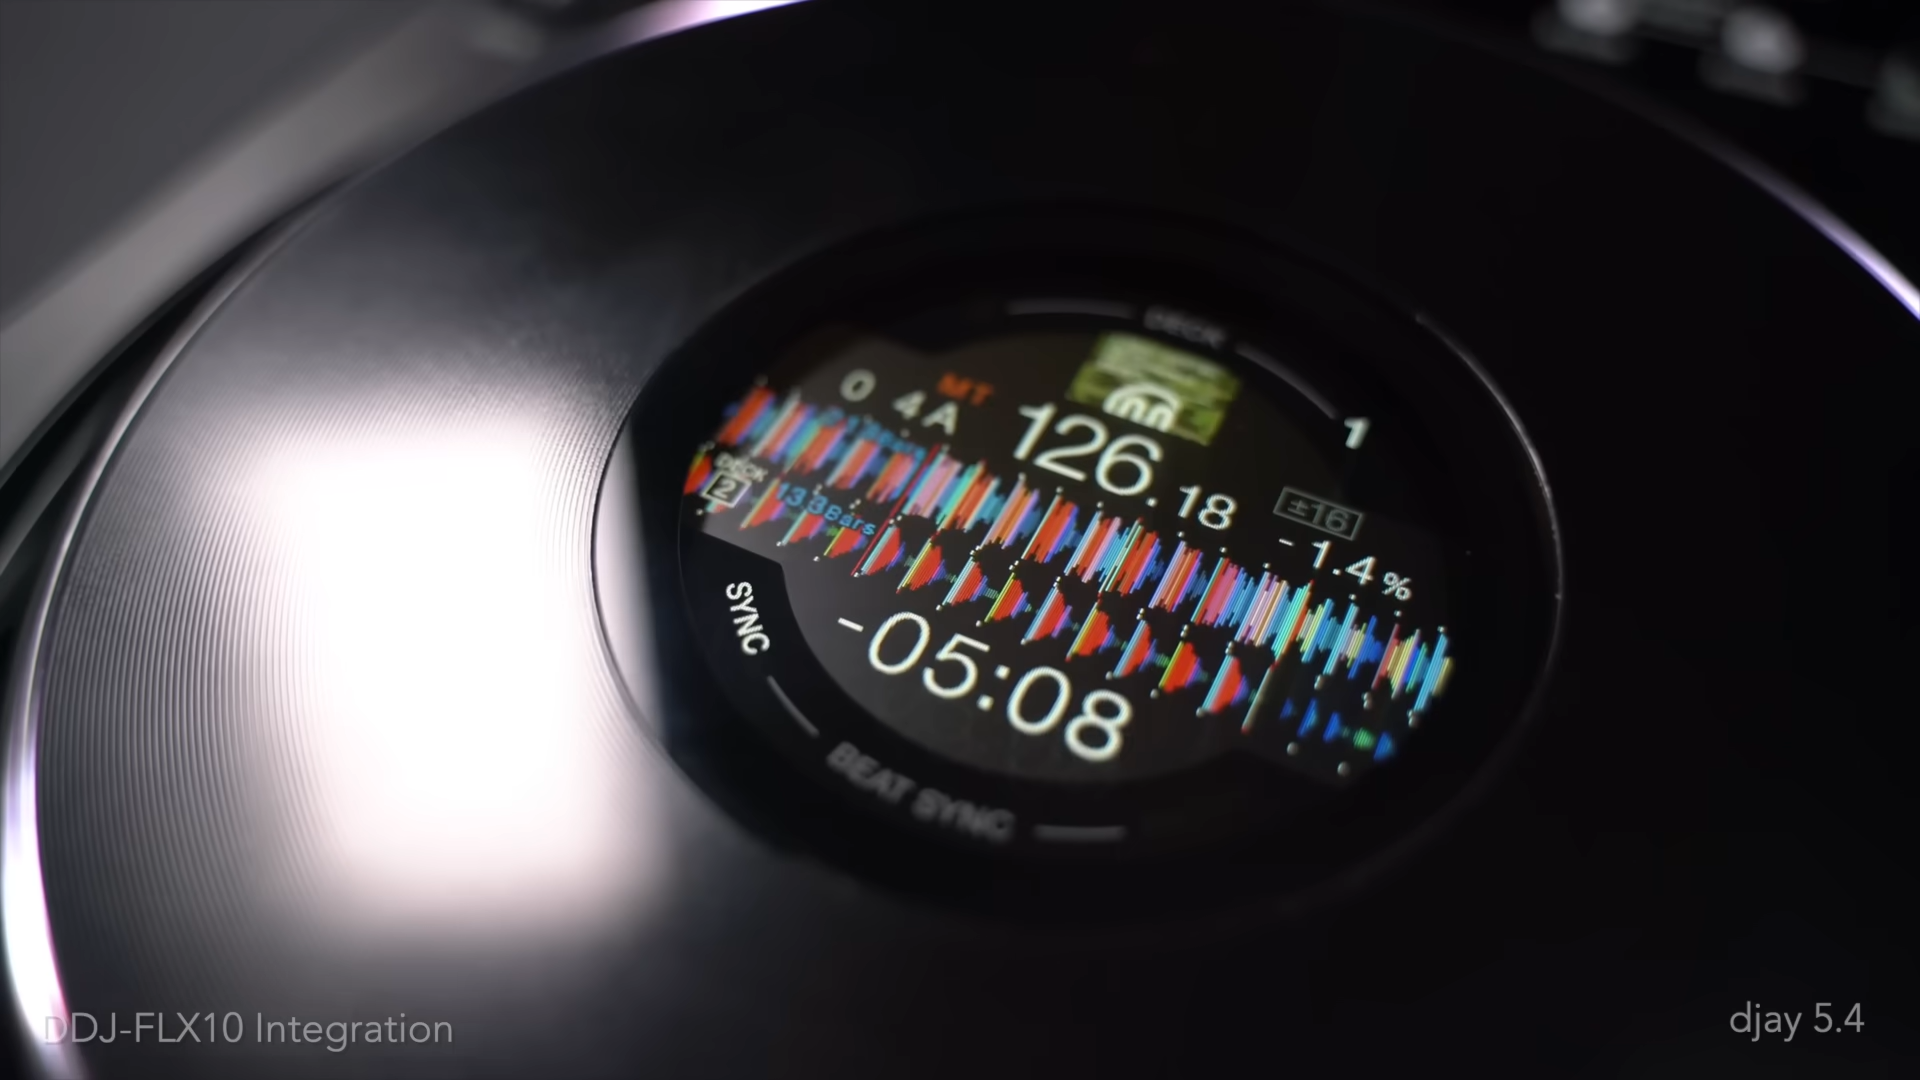 DECK
1
MT
0 4A
126.18
±16
-1.4%
DECK
2
13.3Bars
-05:08
SYNC
BEAT SYNC
DDJ-FLX10 Integration
djay 5.4